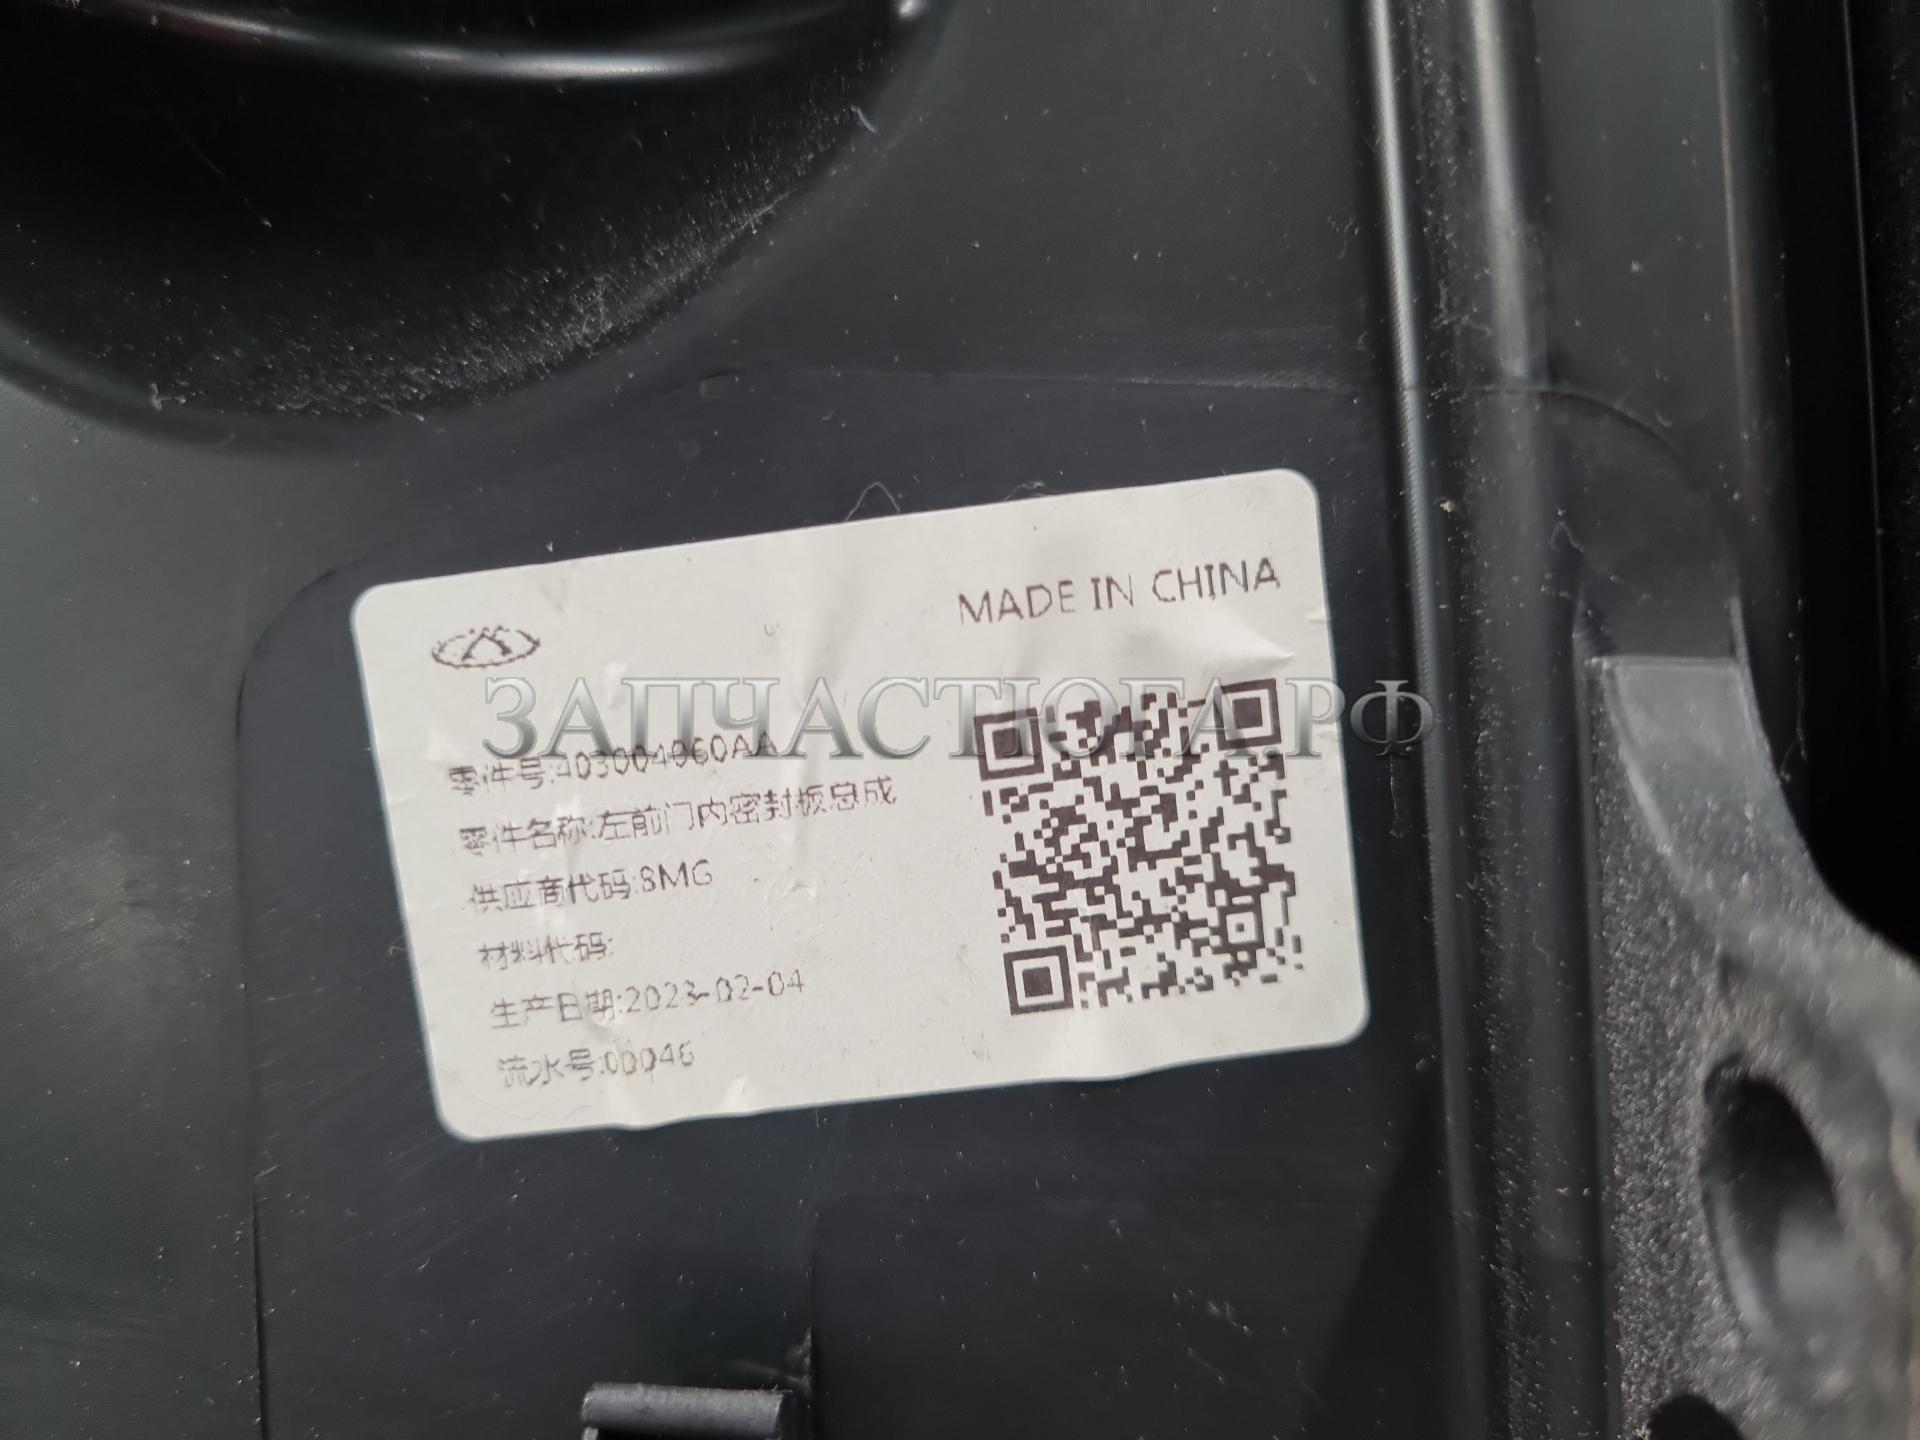 MADE IN CHINA
ЗАПЧАСТЮГА.РФ
零件号:403004060AA
零件名称:左前门内密封板总成
供应商代码:8MG
材料代码:
生产日期:2023-02-04
流水号:00046